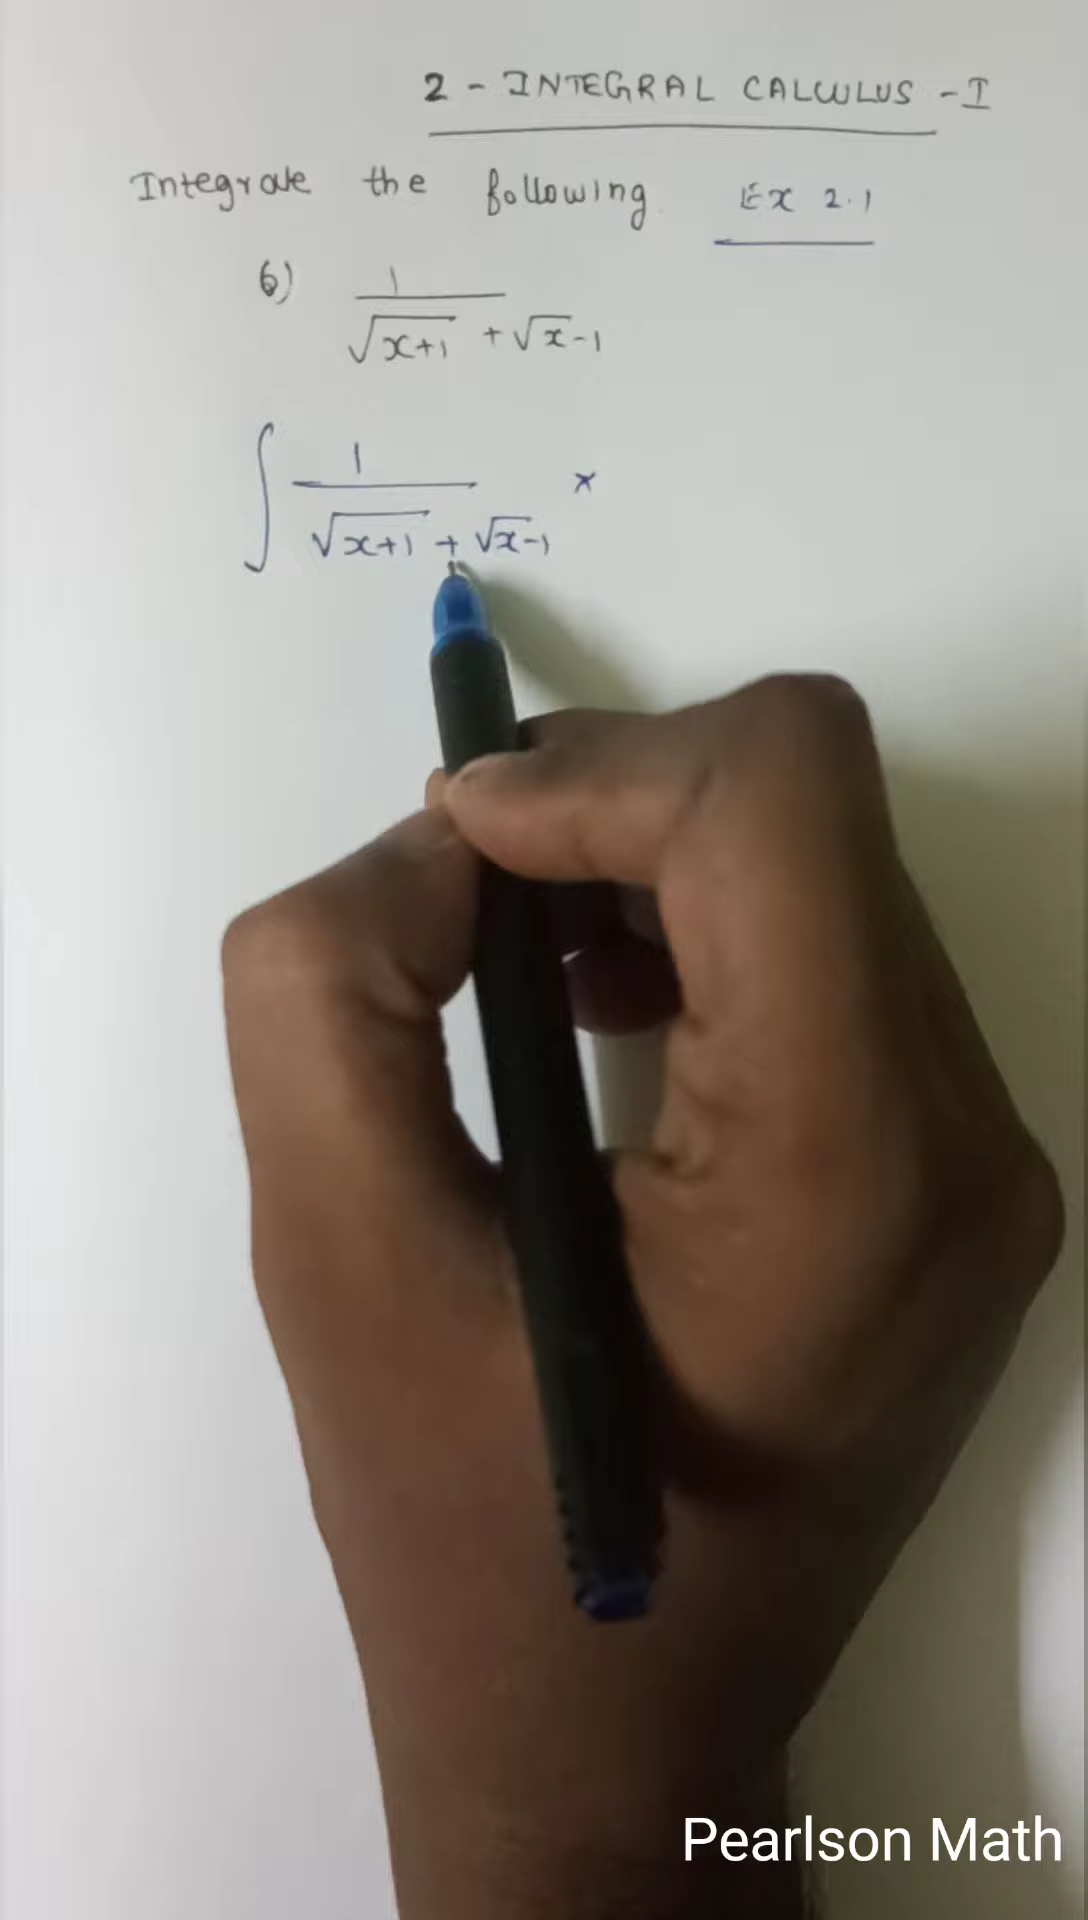 2 - INTEGRAL CALCULUS - I
Integrate the following Ex 2.1
6) 1
√x+1 + √x-1
∫ 1 ×
√x+1 + √x-1
Pearlson Math